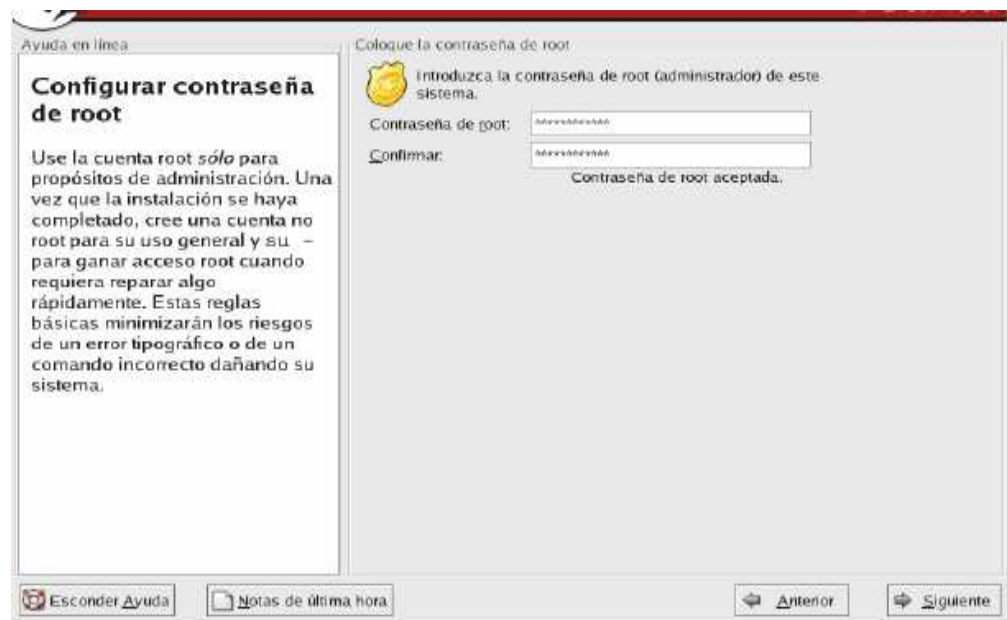 Ayuda en línea
Configurar contraseña
de root
Use la cuenta root sólo para
propósitos de administración. Una
vez que la instalación se haya
completado, cree una cuenta no
root para su uso general y su -
para ganar acceso root cuando
requiera reparar algo
rápidamente. Estas reglas
básicas minimizarán los riesgos
de un error tipográfico o de un
comando incorrecto dañando su
sistema.
Coloque la contraseña de root
Introduzca la contraseña de root (administrador) de este
sistema.
Contraseña de root:
Confirmar:
Contraseña de root aceptada.
Esconder Ayuda
Notas de última hora
Anterior
Siguiente